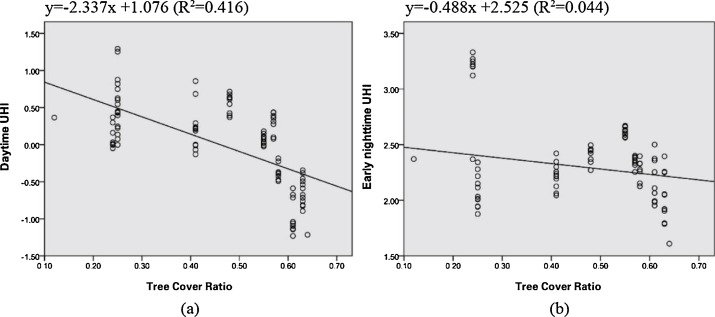 y=-2.337x +1.076 (R²=0.416)
y=-0.488x +2.525 (R²=0.044)
Daytime UHI
1.50
1.00
0.50
0.00
-0.50
-1.00
-1.50
0.10 0.20 0.30 0.40 0.50 0.60 0.70
Tree Cover Ratio
(a)
Early nighttime UHI
3.50
3.00
2.50
2.00
1.50
0.10 0.20 0.30 0.40 0.50 0.60 0.70
Tree Cover Ratio
(b)